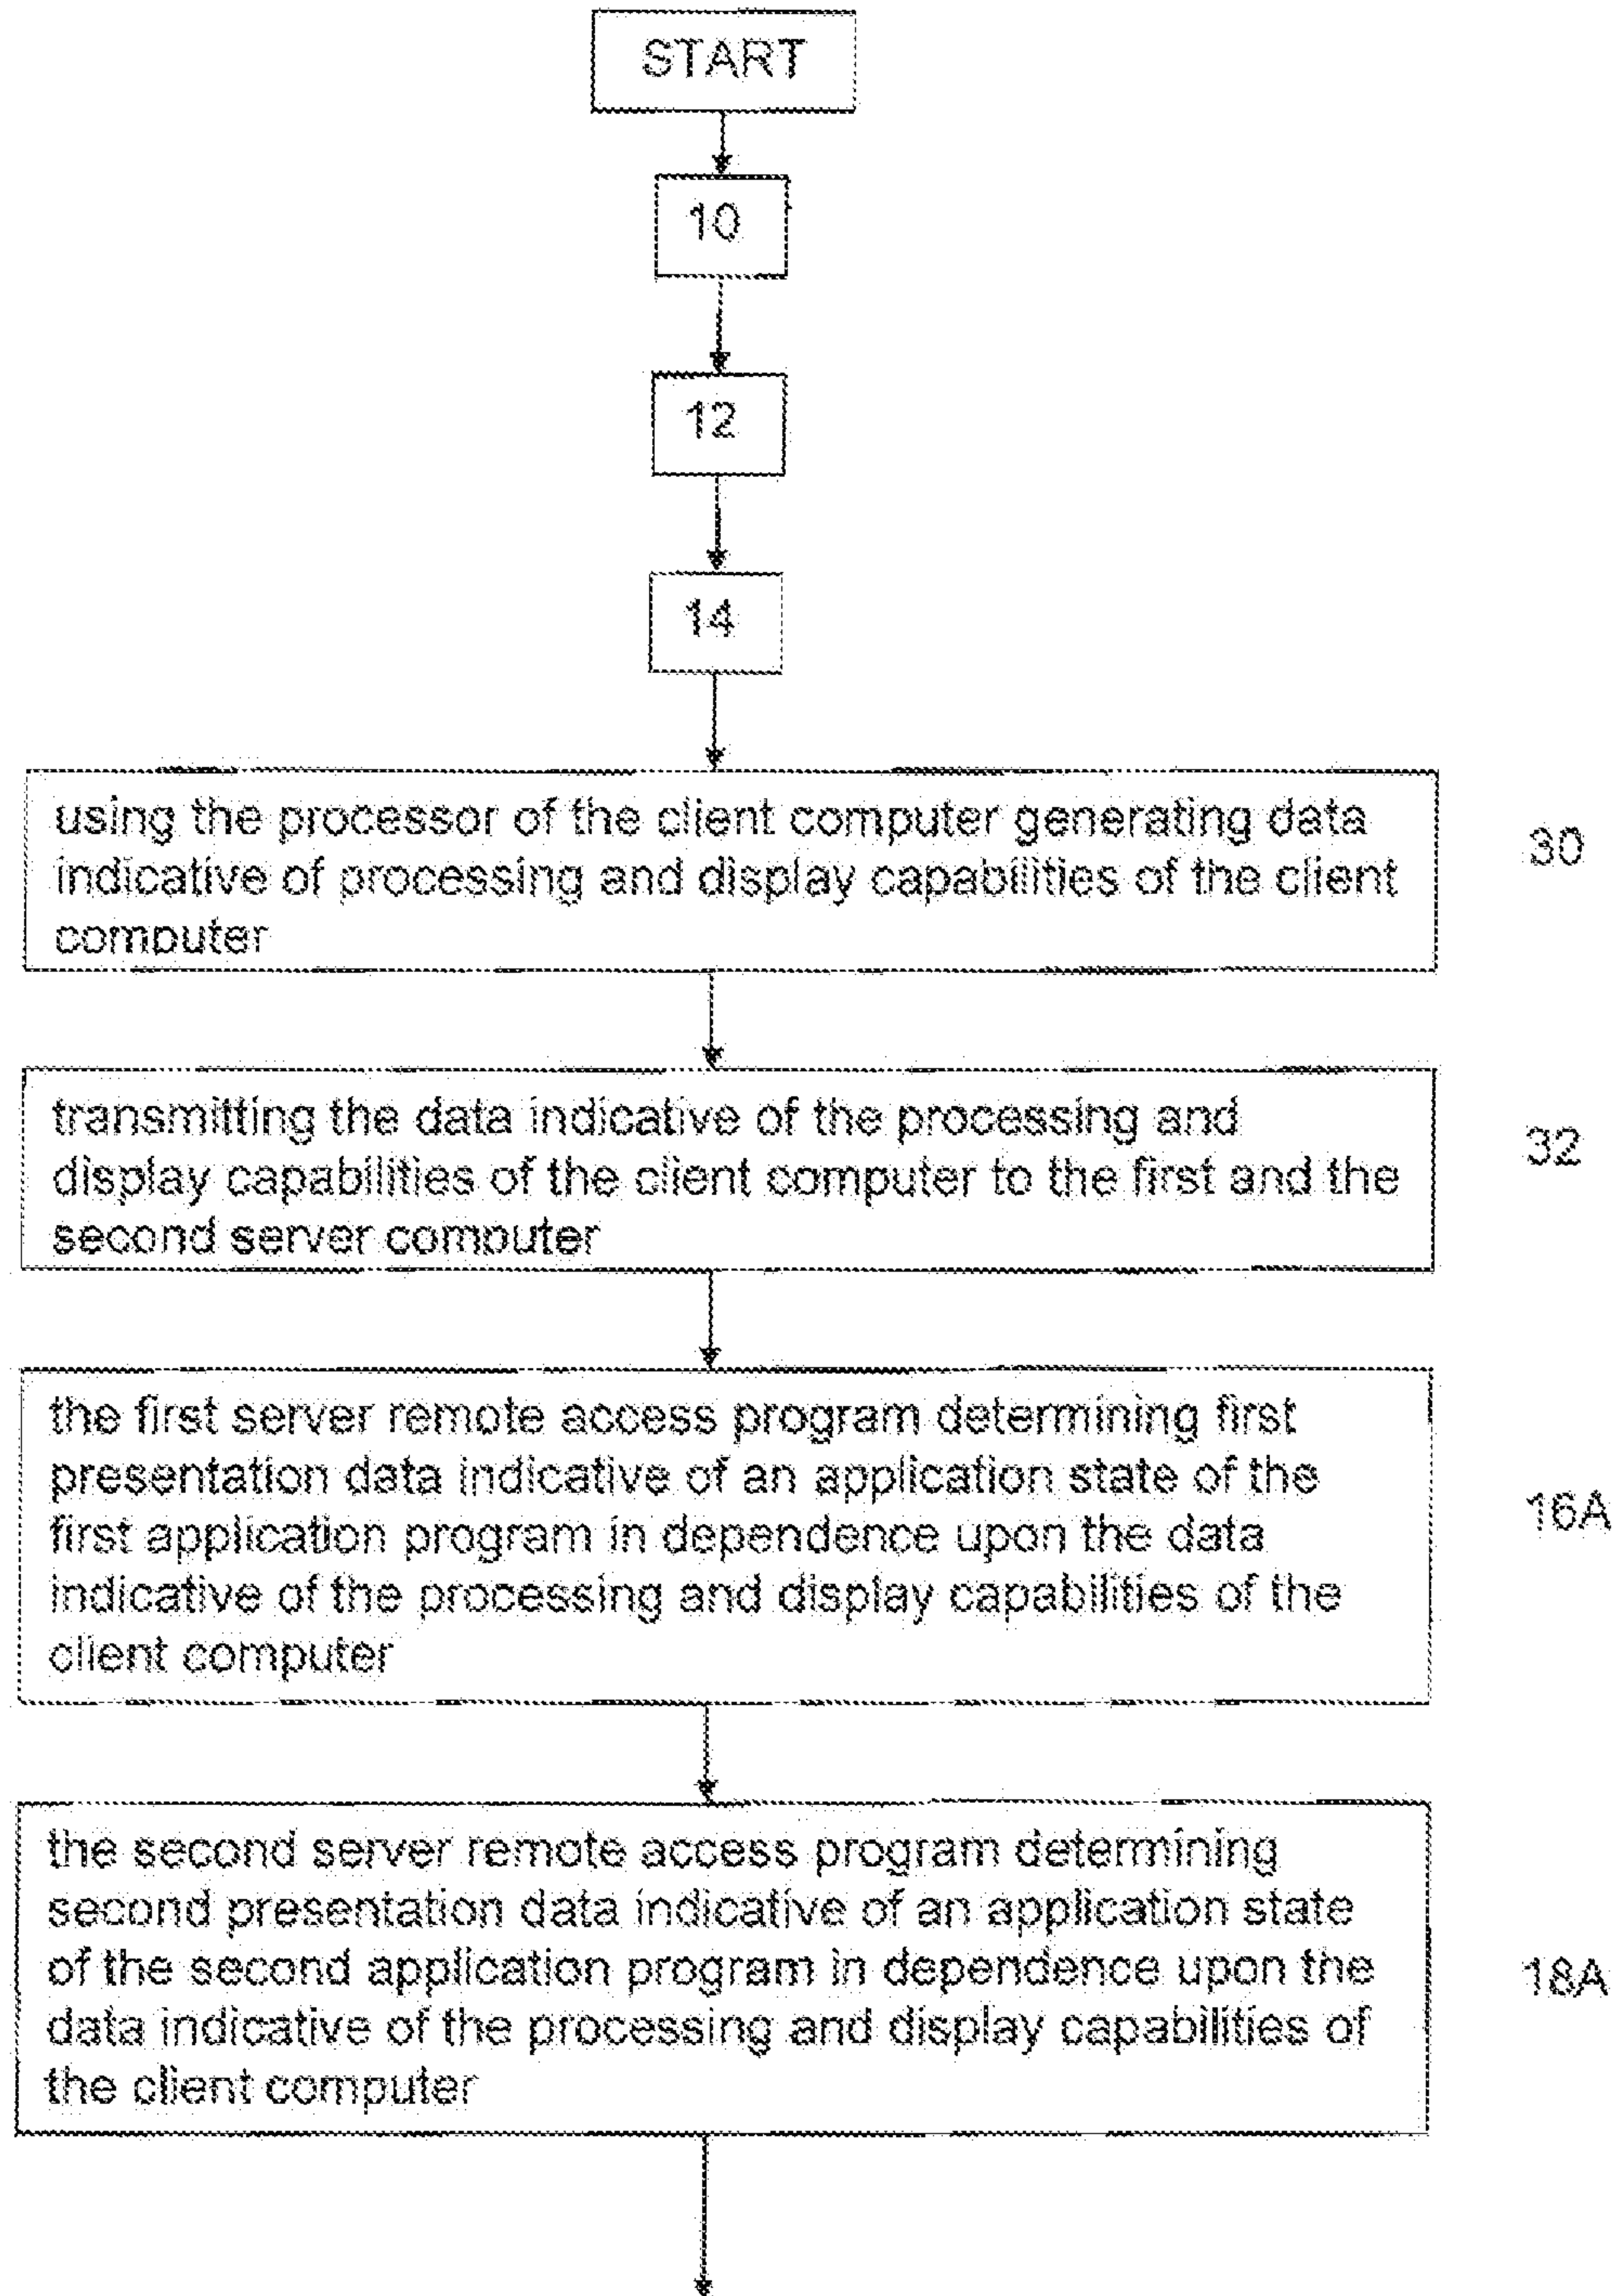 START
10
12
14
using the processor of the client computer generating data
indicative of processing and display capabilities of the client
computer
30
transmitting the data indicative of the processing and
display capabilities of the client computer to the first and the
second server computer
32
the first server remote access program determining first
presentation data indicative of an application state of the
first application program in dependence upon the data
indicative of the processing and display capabilities of the
client computer
16A
the second server remote access program determining
second presentation data indicative of an application state
of the second application program in dependence upon the
data indicative of the processing and display capabilities of
the client computer
18A